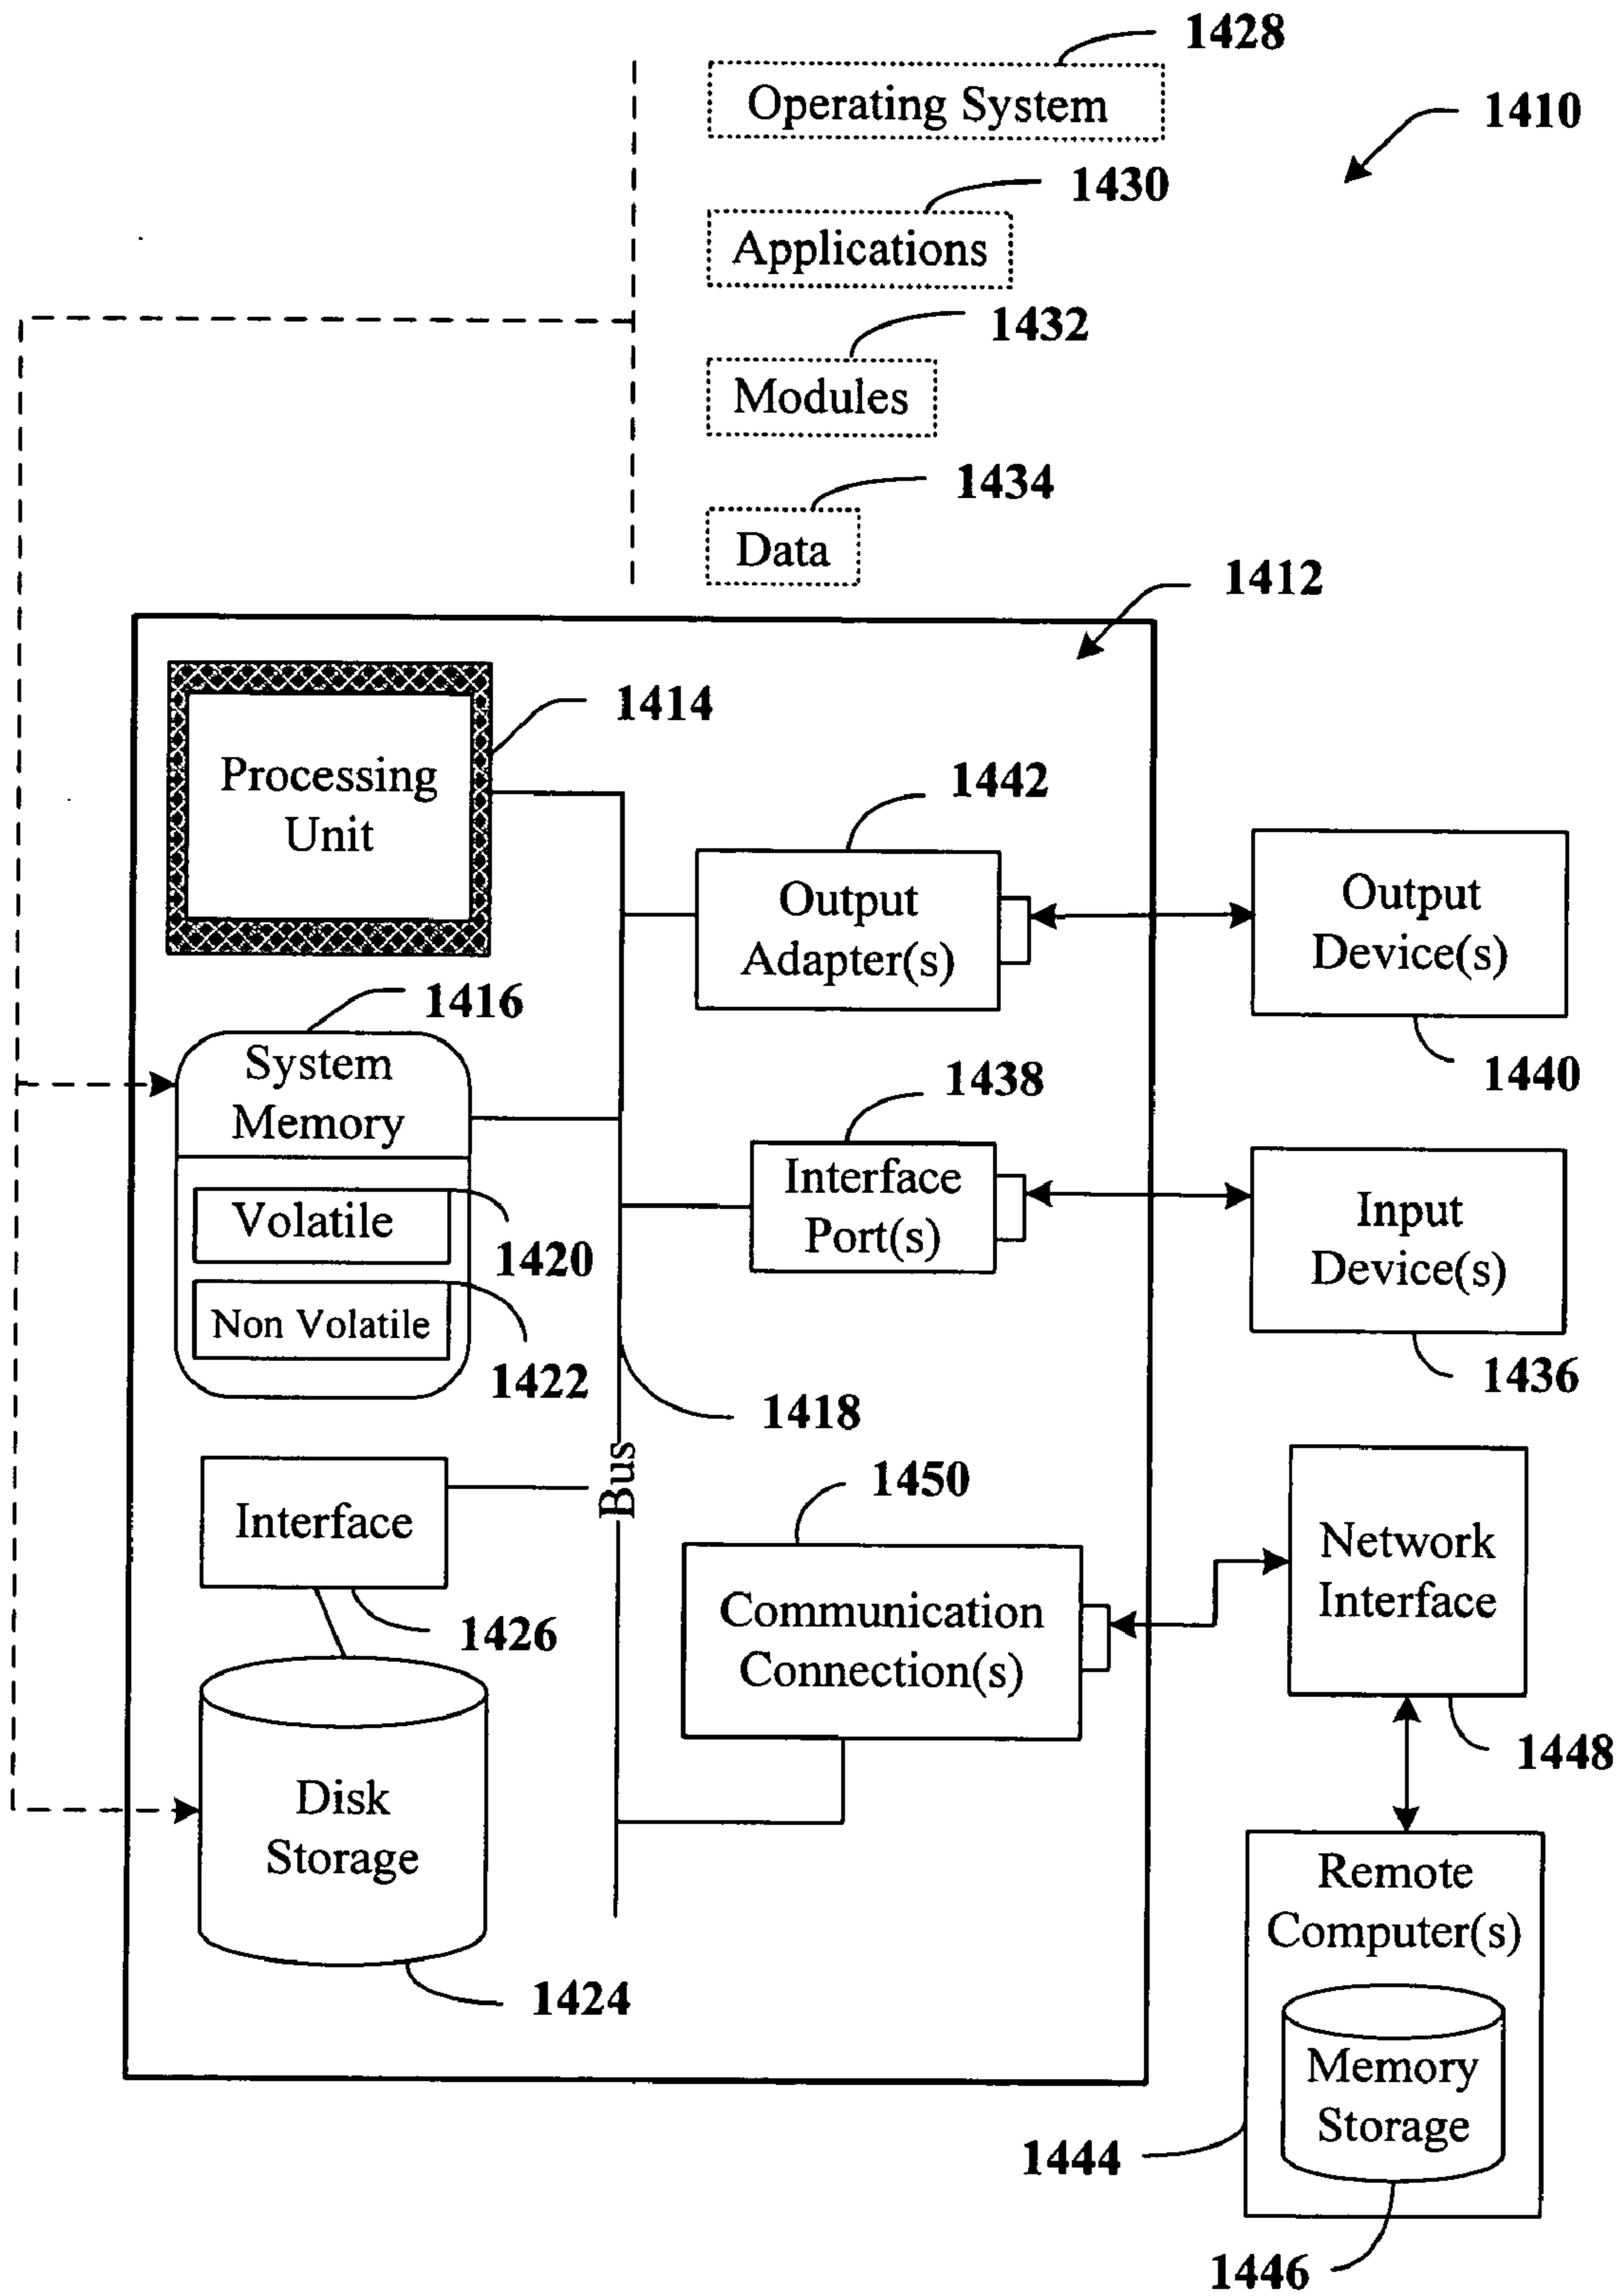 1428
Operating System
1410
1430
Applications
1432
Modules
1434
Data
1412
1414
Processing
Unit
1442
Output
Adapter(s)
Output
Device(s)
1440
1416
System
Memory
1438
Interface
Port(s)
Input
Device(s)
1436
Volatile
1420
Non Volatile
1422
1418
Bus
Interface
1426
1450
Communication
Connection(s)
Network
Interface
1448
Disk
Storage
1424
Remote
Computer(s)
Memory
Storage
1444
1446